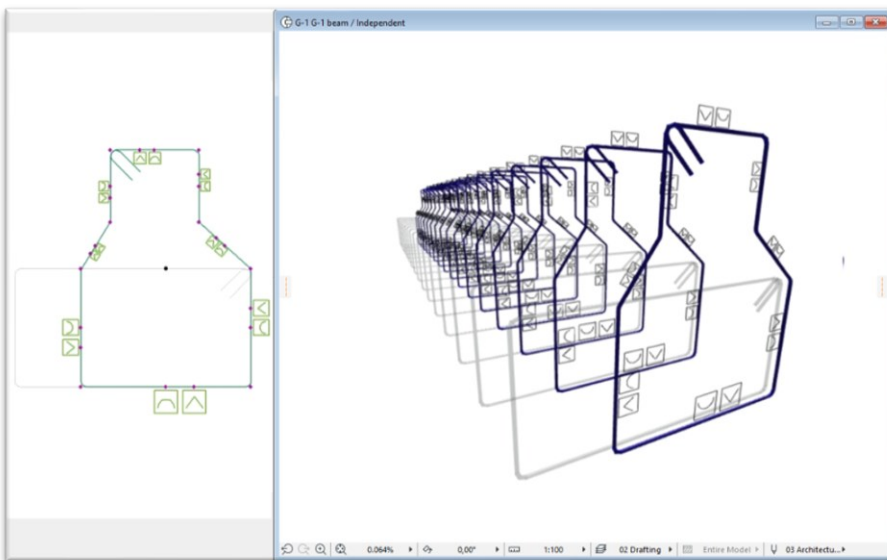 G-1 G-1 beam / Independent
0.064%
0,00°
1:100
02 Drafting
Entire Model
03 Architectu...